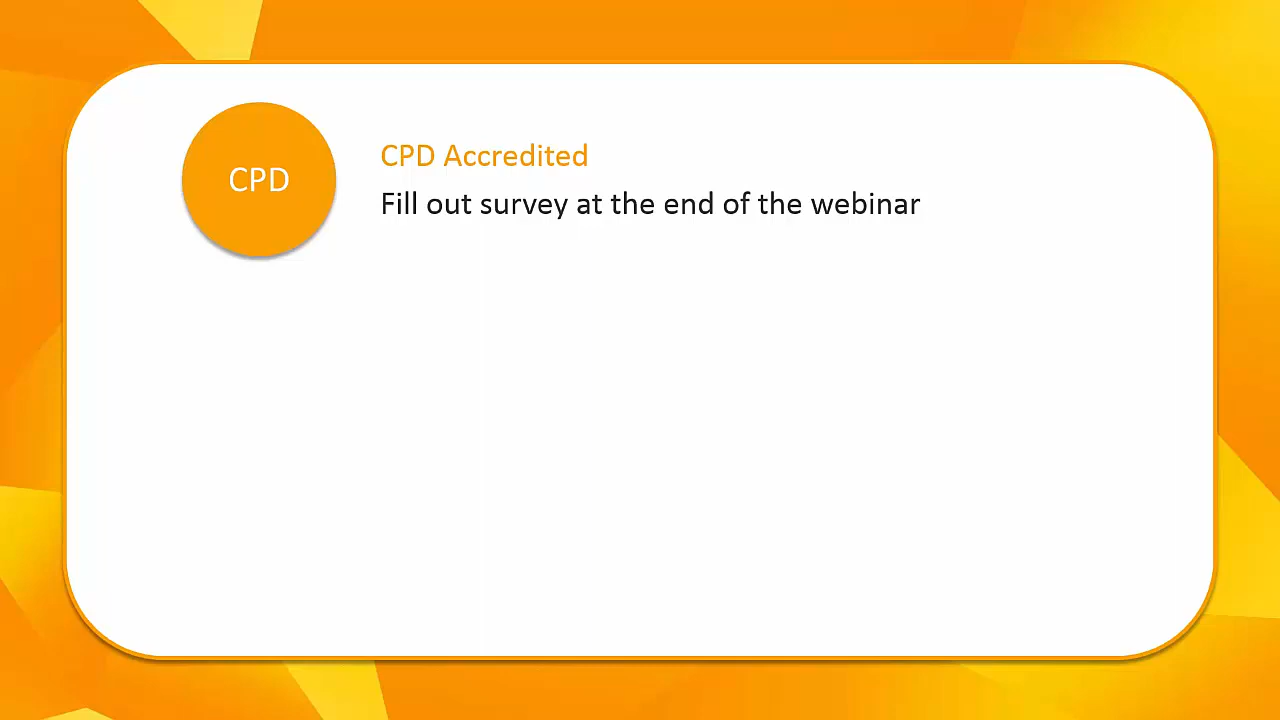 CPD
CPD Accredited
Fill out survey at the end of the webinar